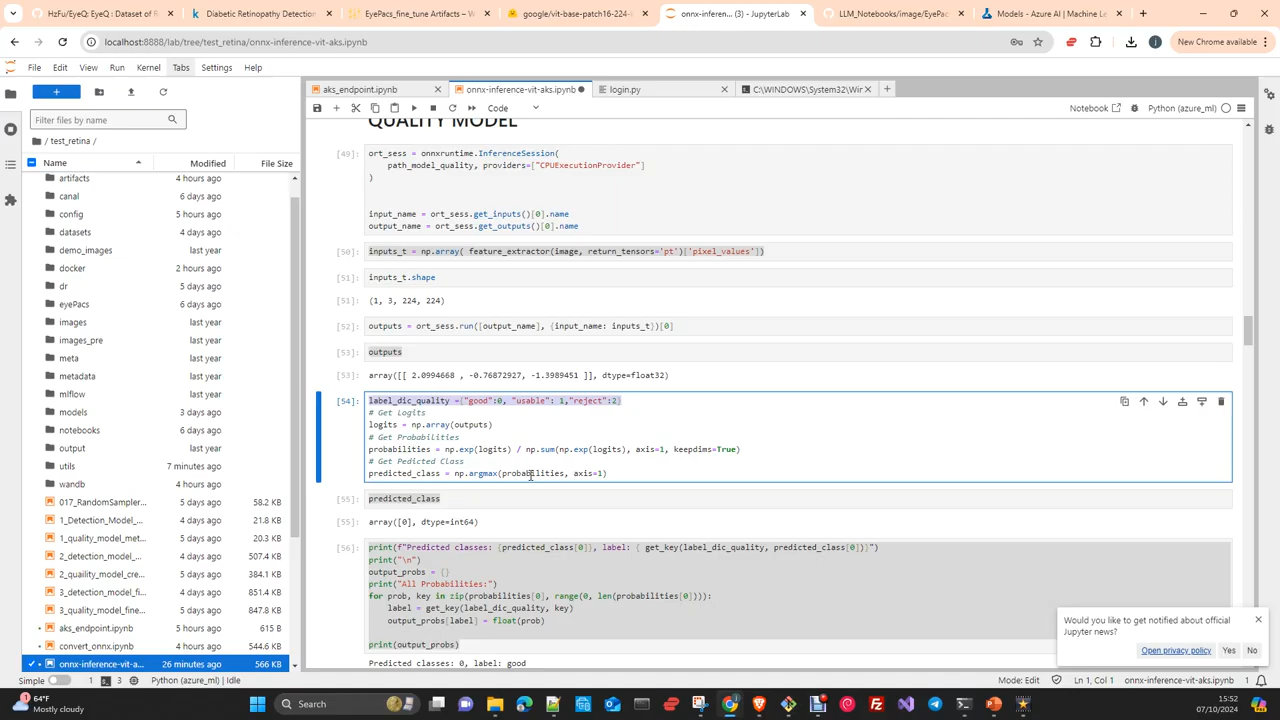 HzFu/EyeQ: EyeQ : Dataset of R
Diabetic Retinopathy Detection
EyePacs_fine_tune Artifacts – W
google/vit-base-patch16-224-i
onnx-inferen... (3) - JupyterLab
LLM_Notebooks/image/EyePac
Models - Azure AI | Machine Le
localhost:8888/lab/tree/test_retina/onnx-inference-vit-aks.ipynb
New Chrome available
File Edit View Run Kernel Tabs Settings Help
aks_endpoint.ipynb
onnx-inference-vit-aks.ipynb
login.py
C:\WINDOWS\System32\Win
Code
Notebook
Python (azure_ml)
Filter files by name
/ test_retina /
Name Modified File Size
artifacts 4 hours ago
canal 6 days ago
config 5 hours ago
datasets 4 days ago
demo_images last year
docker 2 hours ago
dr 5 days ago
eyePacs 4 days ago
images last year
images_pre last year
meta last year
metadata last year
mlflow last year
models 4 days ago
notebooks last year
output last year
utils 7 minutes ago
wandb last year
017_RandomSampler... 5 days ago 58.2 KB
1_Detection_Model_... 4 days ago 21.8 KB
1_quality_model_met... 5 days ago 20.3 KB
2_detection_model_... 4 days ago 507.4 KB
2_quaility_model_cre... 5 days ago 384.1 KB
3_detection_model_fi... 4 days ago 851.4 KB
3_quality_model_fine... 5 days ago 847.8 KB
aks_endpoint.ipynb 5 hours ago 615 B
convert_onnx.ipynb 4 hours ago 544.6 KB
onnx-inference-vit-a... 26 minutes ago 566 KB
QUALITY MODEL
[49]: ort_sess = onnxruntime.InferenceSession(
path_model_quality, providers=["CPUExecutionProvider"]
)
input_name = ort_sess.get_inputs()[0].name
output_name = ort_sess.get_outputs()[0].name
[50]: inputs_t = np.array( feature_extractor(image, return_tensors='pt')['pixel_values'])
[51]: inputs_t.shape
[51]: (1, 3, 224, 224)
[52]: outputs = ort_sess.run([output_name], {input_name: inputs_t})[0]
[53]: outputs
[53]: array([[ 2.0994668 , -0.76872927, -1.3989451 ]], dtype=float32)
[54]: label_dic_quality ={"good":0, "usable": 1,"reject":2}
# Get Logits
logits = np.array(outputs)
# Get Probabilities
probabilities = np.exp(logits) / np.sum(np.exp(logits), axis=1, keepdims=True)
# Get Pedicted Class
predicted_class = np.argmax(probabilities, axis=1)
[55]: predicted_class
[55]: array([0], dtype=int64)
[56]: print(f"Predicted classes: {predicted_class[0]}, label: { get_key(label_dic_quality, predicted_class[0])}")
print("\n")
output_probs = {}
print("All Probabilities:")
for prob, key in zip(probabilities[0], range(0, len(probabilities[0]))):
label = get_key(label_dic_quality, key)
output_probs[label] = float(prob)
print(output_probs)
Predicted classes: 0, label: good
Would you like to get notified about official
Jupyter news?
Open privacy policy Yes No
Simple 1 3 Python (azure_ml) | Idle
Mode: Edit Ln 1, Col 1 onnx-inference-vit-aks.ipynb 1
64°F
Mostly cloudy
Search
15:52
07/10/2024